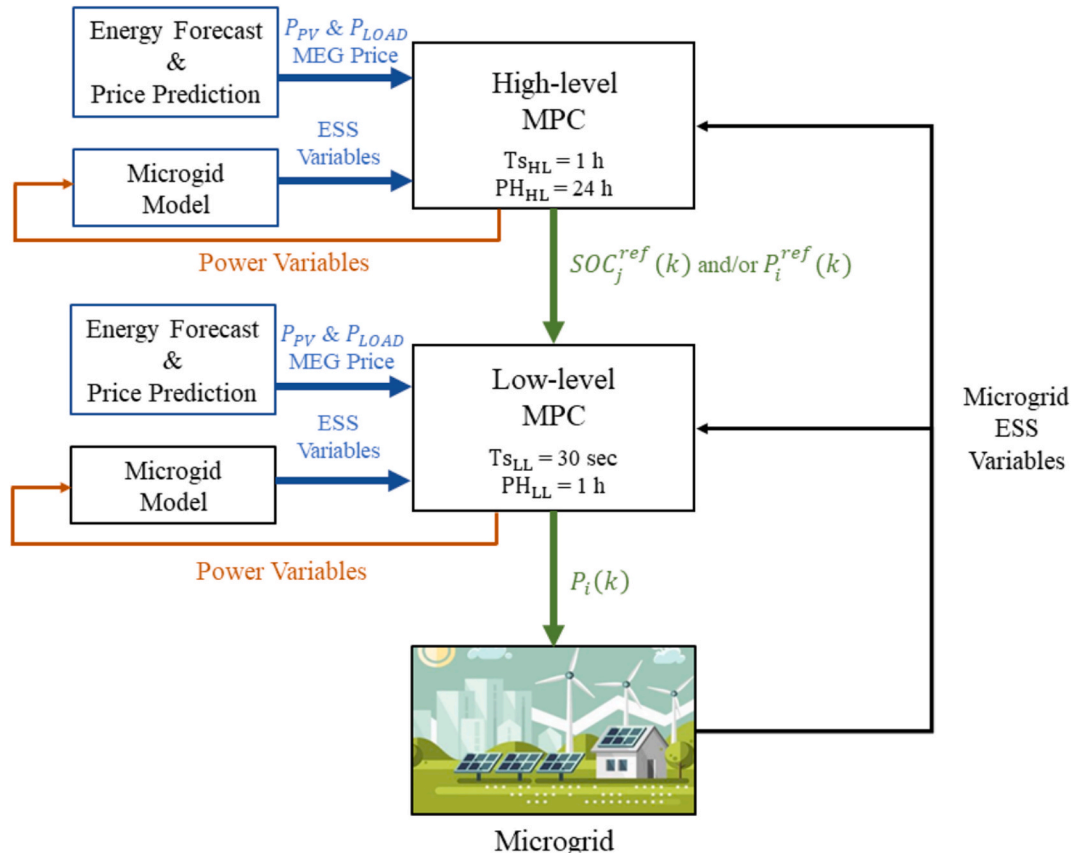 Energy Forecast
&
Price Prediction
P_PV & P_LOAD
MEG Price
High-level
MPC
Ts_HL = 1 h
PH_HL = 24 h
ESS
Variables
Microgid
Model
Power Variables
SOC_j^ref(k) and/or P_i^ref(k)
Energy Forecast
&
Price Prediction
P_PV & P_LOAD
MEG Price
Low-level
MPC
Ts_LL = 30 sec
PH_LL = 1 h
ESS
Variables
Microgid
Model
Power Variables
Microgrid
ESS
Variables
P_i(k)
Microgrid